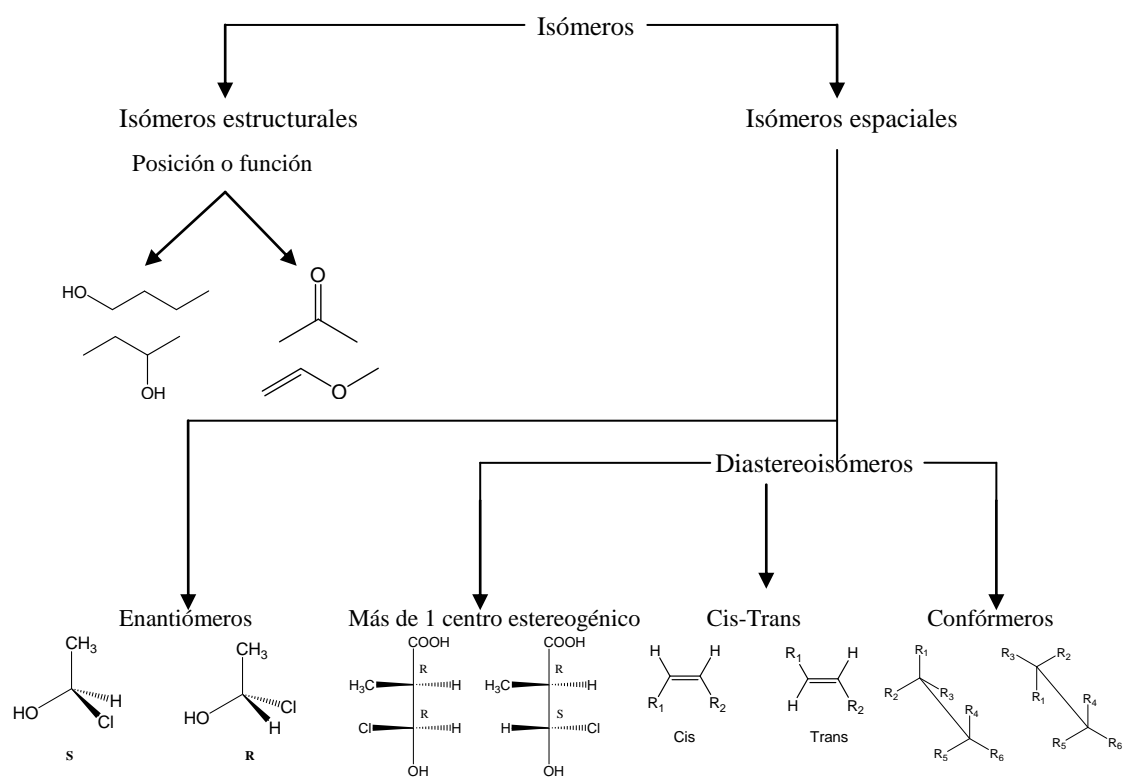 Isómeros
Isómeros estructurales
Isómeros espaciales
Posición o función
HO
O
OH
O
Diastereoisómeros
Enantiómeros
Más de 1 centro estereogénico
Cis-Trans
Confórmeros
CH₃
HO
H
Cl
S
CH₃
HO
Cl
H
R
COOH
R
H₃C
H
R
Cl
H
OH
COOH
R
H₃C
H
S
H
Cl
OH
H
H
R₁
R₂
Cis
R₁
H
H
R₂
Trans
R₁
R₂
R₃
R₄
R₅
R₆
R₃
R₂
R₁
R₄
R₅
R₆